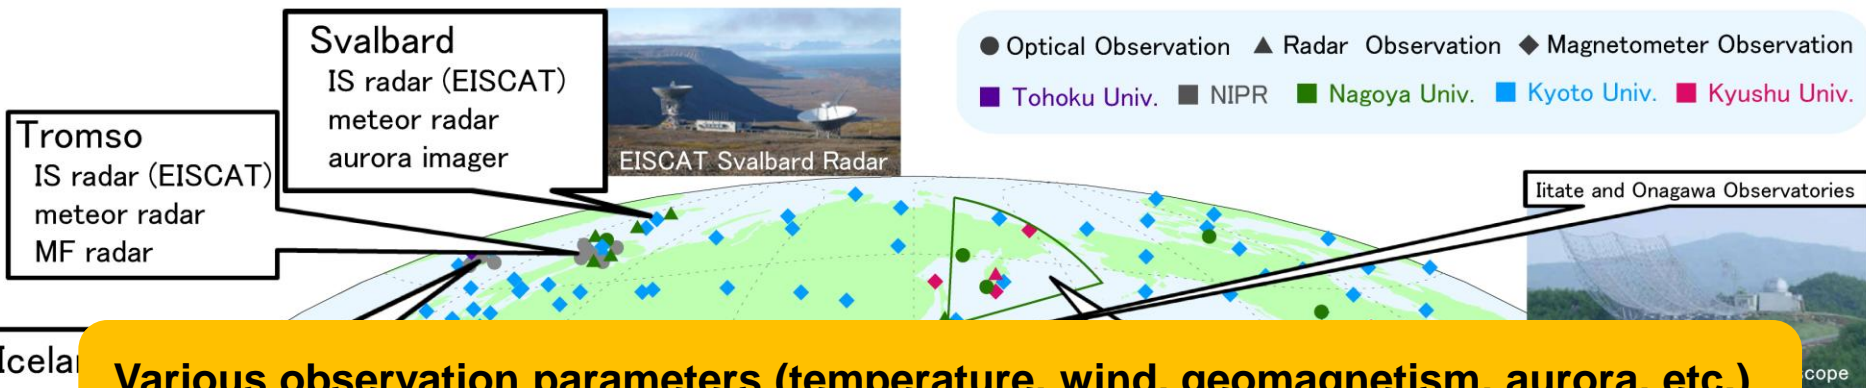 Svalbard
IS radar (EISCAT)
meteor radar
aurora imager
EISCAT Svalbard Radar
● Optical Observation ▲ Radar Observation ◆ Magnetometer Observation
■ Tohoku Univ. ■ NIPR ■ Nagoya Univ. ■ Kyoto Univ. ■ Kyushu Univ.
Tromso
IS radar (EISCAT)
meteor radar
MF radar
Iitate and Onagawa Observatories
Various observation parameters (temperature, wind, geomagnetism, aurora, etc.)